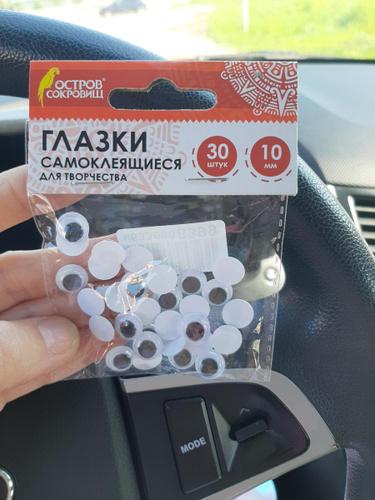 ОСТРОВ
СОКРОВИЩ
ГЛАЗКИ
САМОКЛЕЯЩИЕСЯ
ДЛЯ ТВОРЧЕСТВА
30
ШТУК
10
ММ
MODE